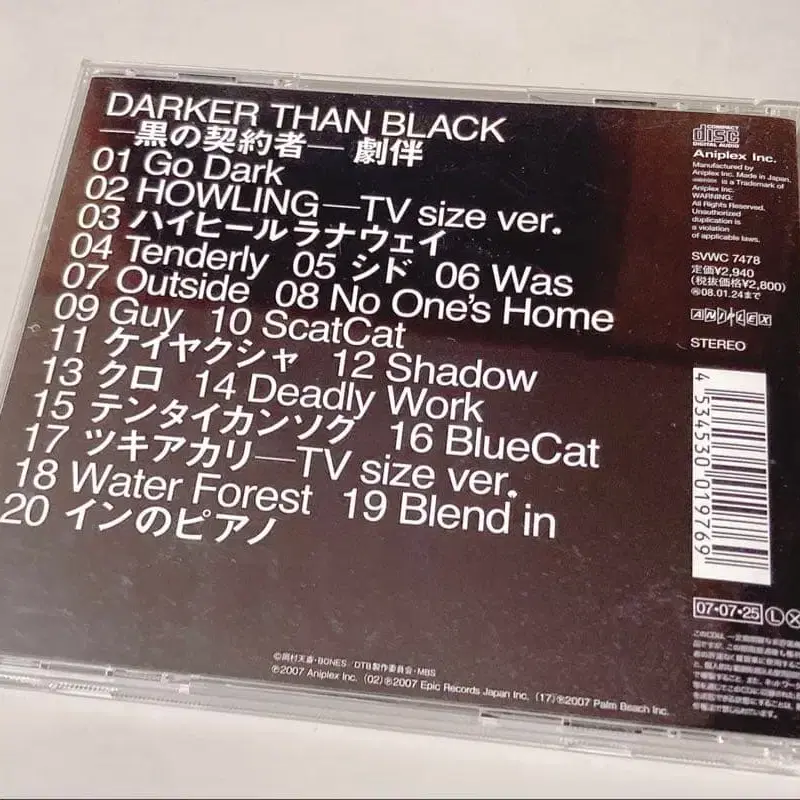 DARKER THAN BLACK
—黒の契約者— 劇伴
01 Go Dark
02 HOWLING—TV size ver.
03 ハイヒールラナウェイ
04 Tenderly 05 シド 06 Was
07 Outside 08 No One's Home
09 Guy 10 ScatCat
11 ケイヤクシャ 12 Shadow
13 クロ 14 Deadly Work
15 テンタイカンソク 16 BlueCat
17 ツキアカリ—TV size ver.
18 Water Forest 19 Blend in
20 インのピアノ
COMPACT
disc
DIGITAL AUDIO
Aniplex Inc.
Manufactured by
Aniplex Inc. Made in Japan.
is a Trademark of
Aniplex Inc.
WARNING:
All Rights Reserved.
Unauthorized
duplication is
a violation
of applicable laws.
SVWC 7478
定価¥2,940
(税抜価格¥2,800)
08.01.24まで
ANIPLEX
STEREO
4 534530 019769
07・07・25 L X
©岡村天斎・BONES/DTB製作委員会・MBS
℗2007 Aniplex Inc. (02)℗2007 Epic Records Japan Inc. (17)℗2007 Palm Beach Inc.